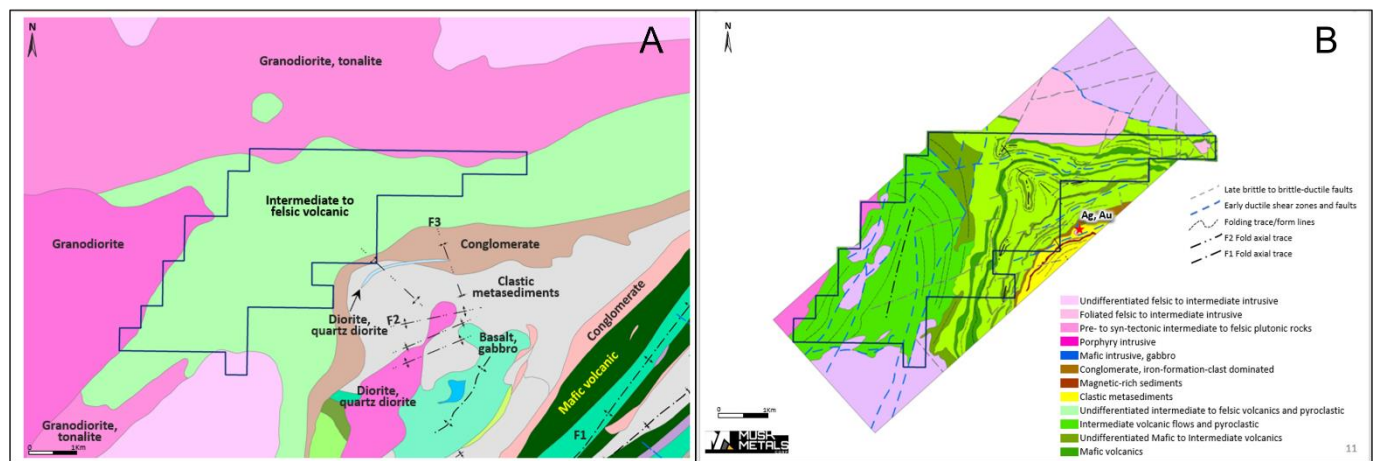 N
A
Granodiorite, tonalite
Intermediate to
felsic volcanic
Granodiorite
F3
Conglomerate
Clastic
metasediments
Diorite,
quartz diorite
F2
Basalt,
gabbro
Conglomerate
Mafic volcanic
Diorite,
quartz diorite
Granodiorite,
tonalite
F1
0
1Km
N
B
Ag, Au
Late brittle to brittle-ductile faults
Early ductile shear zones and faults
Folding trace/form lines
F2 Fold axial trace
F1 Fold axial trace
Undifferentiated felsic to intermediate intrusive
Foliated felsic to intermediate intrusive
Pre- to syn-tectonic intermediate to felsic plutonic rocks
Porphyry intrusive
Mafic intrusive, gabbro
Conglomerate, iron-formation-clast dominated
Magnetic-rich sediments
Clastic metasediments
Undifferentiated intermediate to felsic volcanics and pyroclastic
Intermediate volcanic flows and pyroclastic
Undifferentiated Mafic to Intermediate volcanics
Mafic volcanics
0
1Km
MUSK
METALS
11